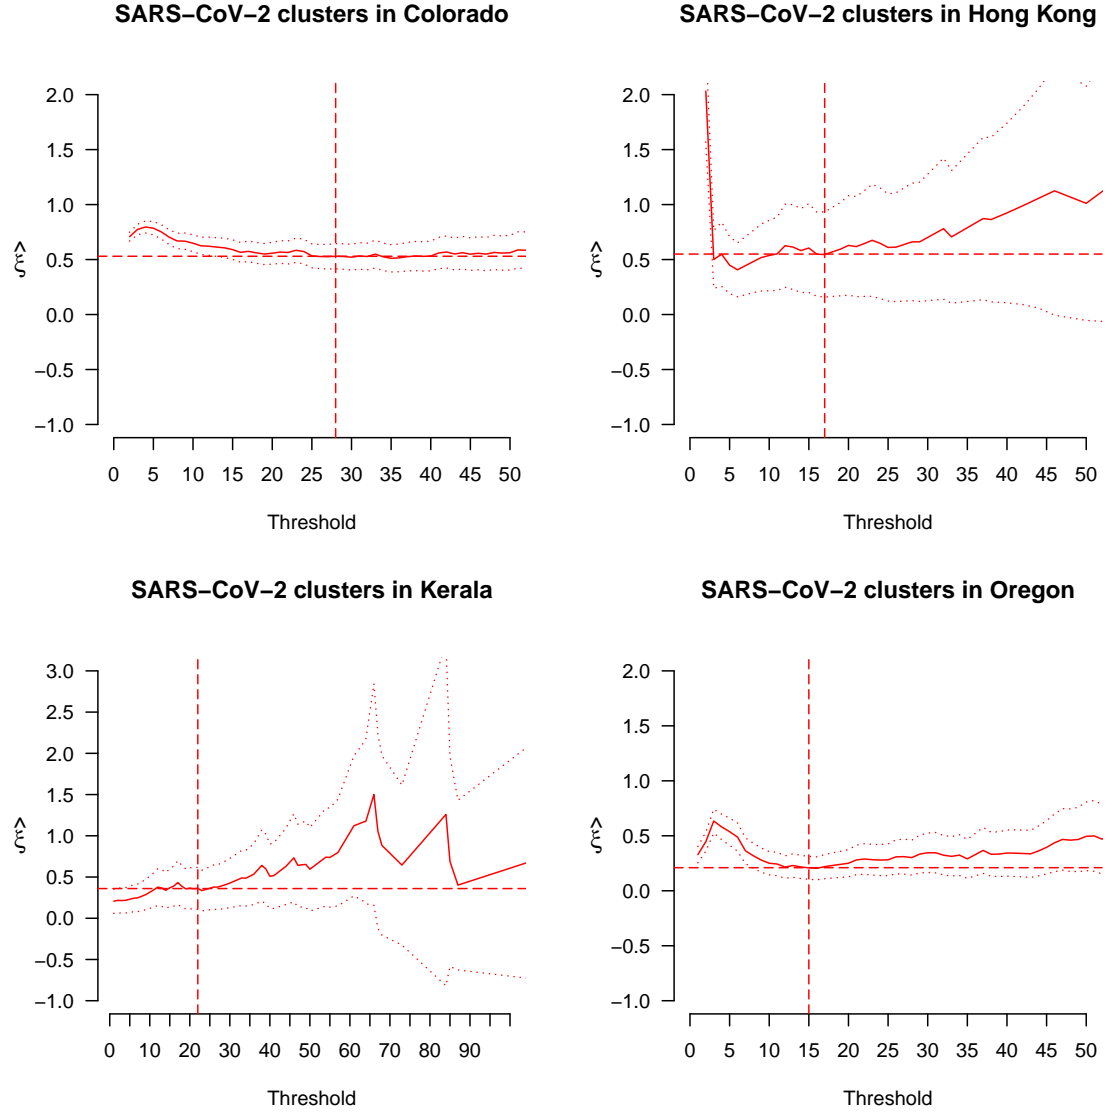 SARS−CoV−2 clusters in Colorado
2.0
1.5
1.0
0.5
0.0
−0.5
−1.0
ξ^
0 5 10 15 20 25 30 35 40 45 50
Threshold
SARS−CoV−2 clusters in Hong Kong
2.0
1.5
1.0
0.5
0.0
−0.5
−1.0
ξ^
0 5 10 15 20 25 30 35 40 45 50
Threshold
SARS−CoV−2 clusters in Kerala
3.0
2.5
2.0
1.5
1.0
0.5
0.0
−0.5
−1.0
ξ^
0 10 20 30 40 50 60 70 80 90
Threshold
SARS−CoV−2 clusters in Oregon
2.0
1.5
1.0
0.5
0.0
−0.5
−1.0
ξ^
0 5 10 15 20 25 30 35 40 45 50
Threshold